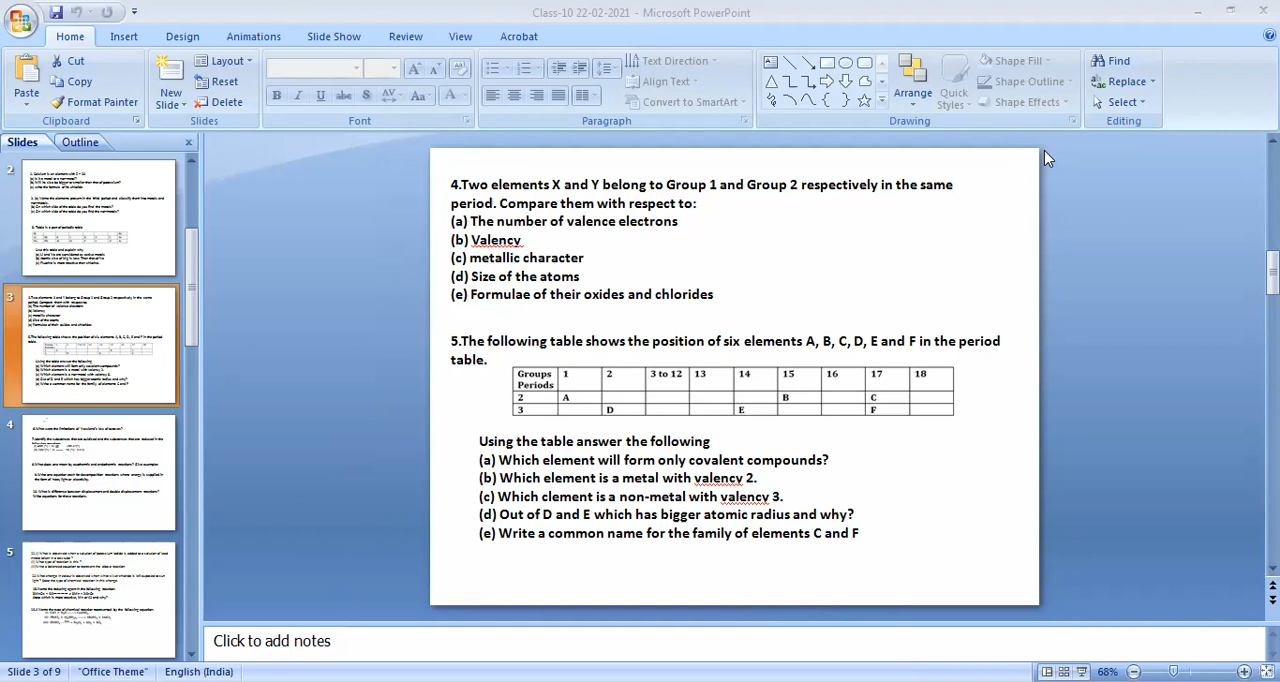 Class-10 22-02-2021 - Microsoft PowerPoint
Home Insert Design Animations Slide Show Review View Acrobat
Paste Cut Copy Format Painter
Clipboard
New Slide Layout Reset Delete
Slides
B I U abc S AV Aa A
Font
Text Direction
Align Text
Convert to SmartArt
Paragraph
Arrange Quick Styles Shape Fill Shape Outline Shape Effects
Drawing
Find
Replace
Select
Editing
Slides Outline
2
3
4
5
4.Two elements X and Y belong to Group 1 and Group 2 respectively in the same
period. Compare them with respect to:
(a) The number of valence electrons
(b) Valency
(c) metallic character
(d) Size of the atoms
(e) Formulae of their oxides and chlorides
5.The following table shows the position of six elements A, B, C, D, E and F in the period
table.
Groups 1 2 3 to 12 13 14 15 16 17 18
Periods
2 A B C
3 D E F
Using the table answer the following
(a) Which element will form only covalent compounds?
(b) Which element is a metal with valency 2.
(c) Which clement is a non-metal with valency 3.
(d) Out of D and E which has bigger atomic radius and why?
(e) Write a common name for the family of elements C and F
Click to add notes
Slide 3 of 9 "Office Theme" English (India) 68%